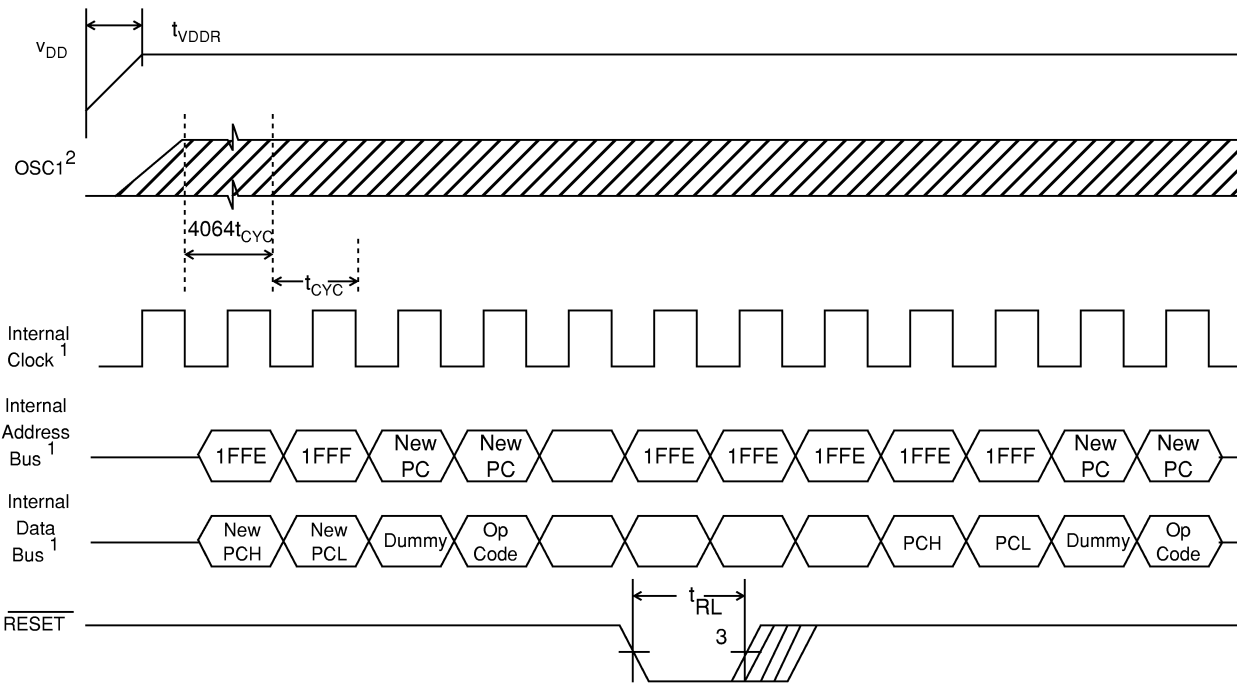 tVDDR
vDD
OSC1²
4064tCYC
tCYC
Internal
Clock ¹
Internal
Address
Bus ¹
1FFE 1FFF New PC New PC 1FFE 1FFE 1FFE 1FFE 1FFF New PC New PC
Internal
Data
Bus ¹
New PCH New PCL Dummy Op Code PCH PCL Dummy Op Code
tRL
RESET
3